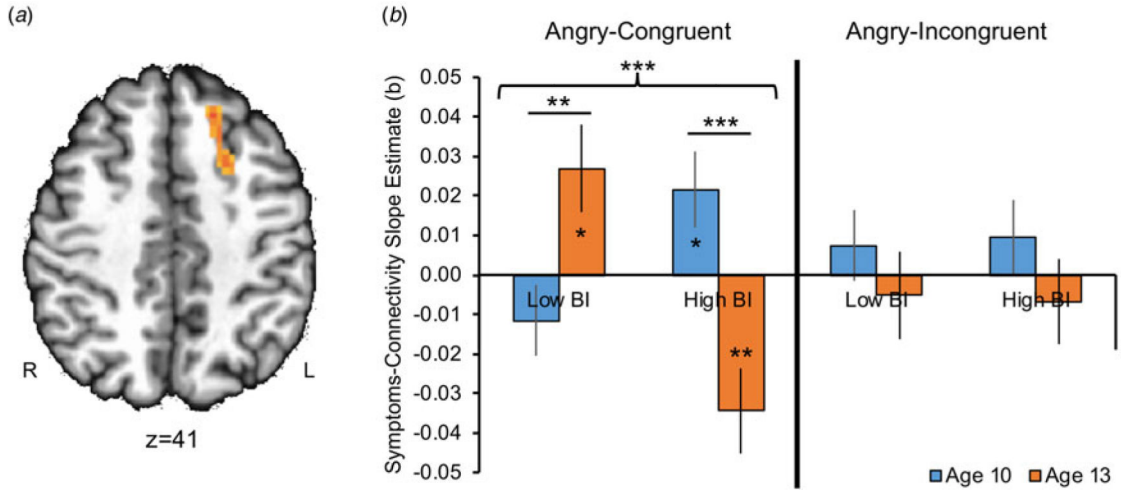 (a)
R
L
z=41
(b)
Angry-Congruent
Angry-Incongruent
Symptoms-Connectivity Slope Estimate (b)
0.05
0.04
0.03
0.02
0.01
0.00
-0.01
-0.02
-0.03
-0.04
-0.05
***
**
***
*
*
**
Low BI
High BI
Low BI
High BI
Age 10
Age 13